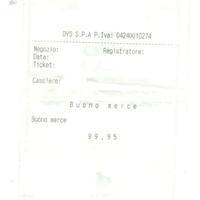 OVS S.P.A P.Iva: 04240010274
Negozio: Registratore:
Data:
Ticket:
Cassiere:
Buono merce
Buono merce
99,95